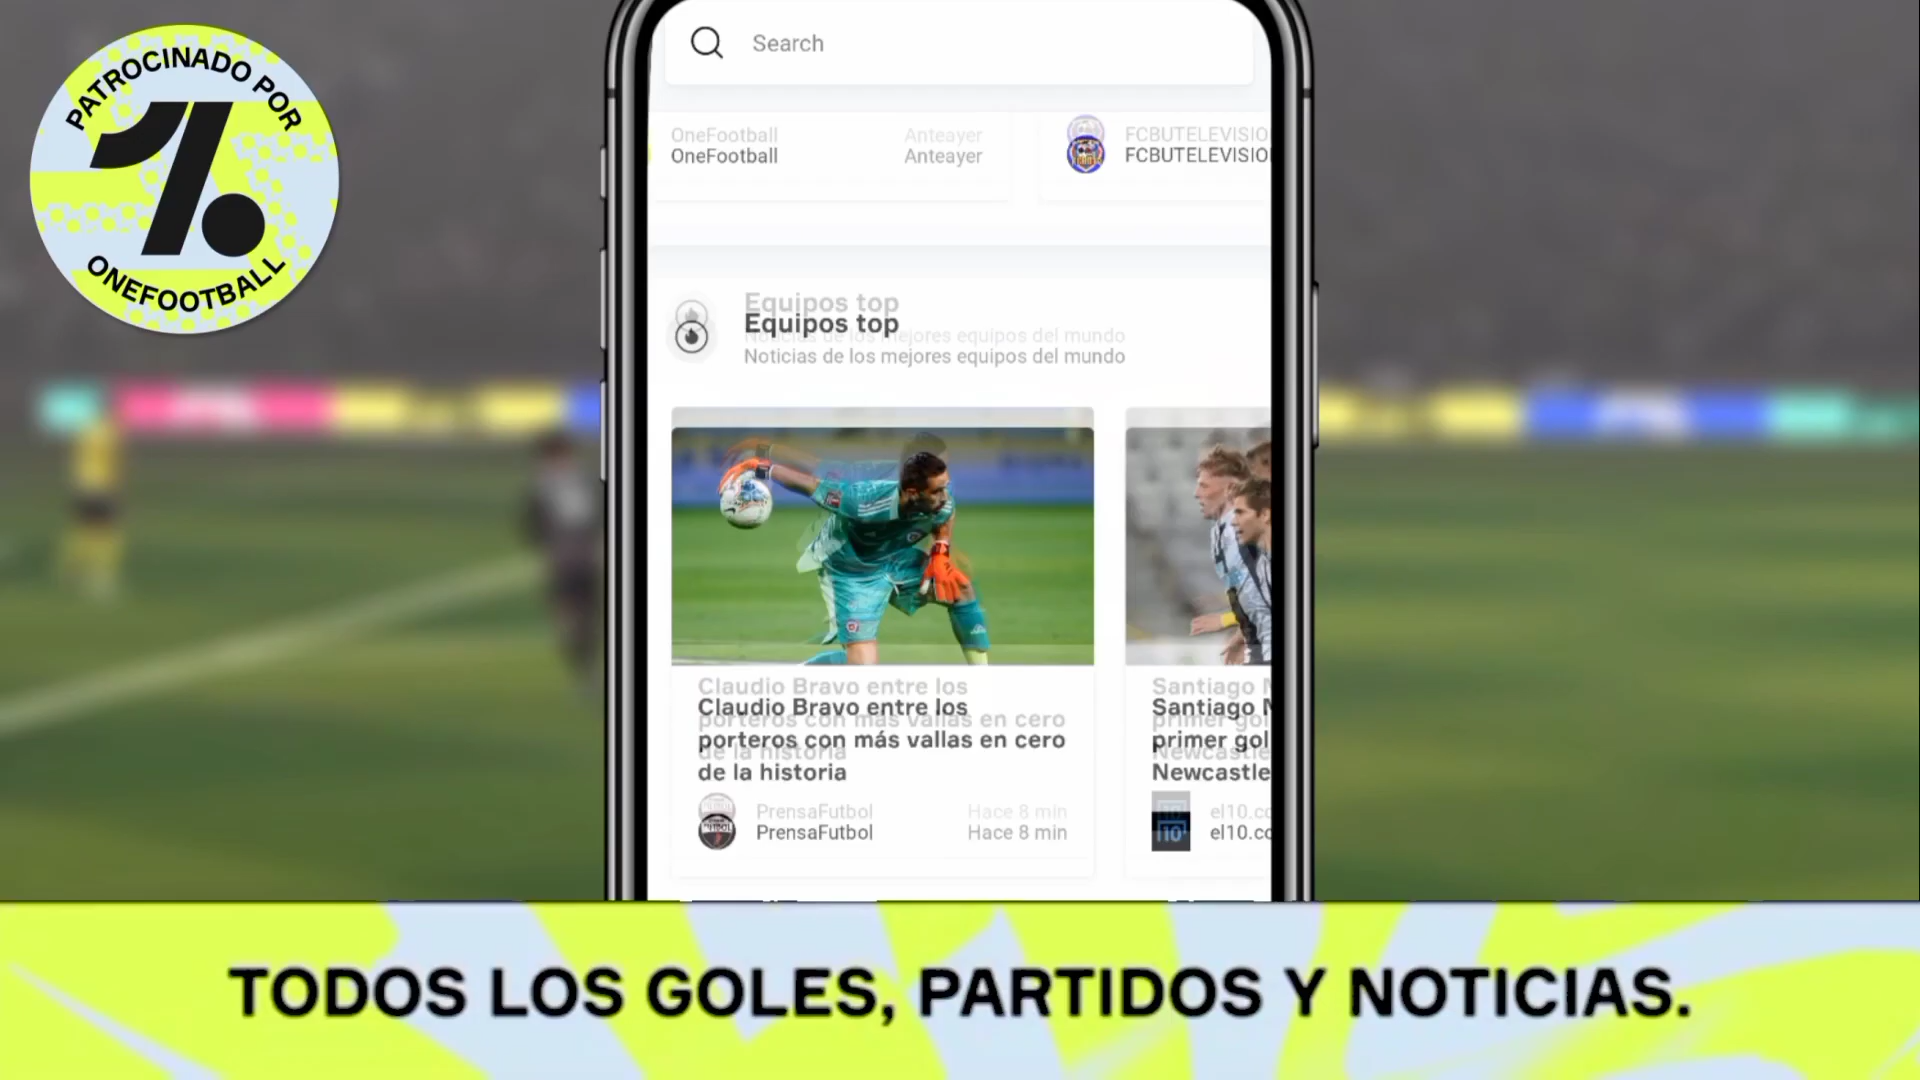 PATROCINADO POR
ONEFOOTBALL
Search
OneFootball
Anteayer
FCBUTELEVISIO
Equipos top
Noticias de los mejores equipos del mundo
Claudio Bravo entre los
porteros con más vallas en cero
de la historia
PrensaFutbol
Hace 8 min
Santiago
primer gol
Newcastle
el10.co
TODOS LOS GOLES, PARTIDOS Y NOTICIAS.